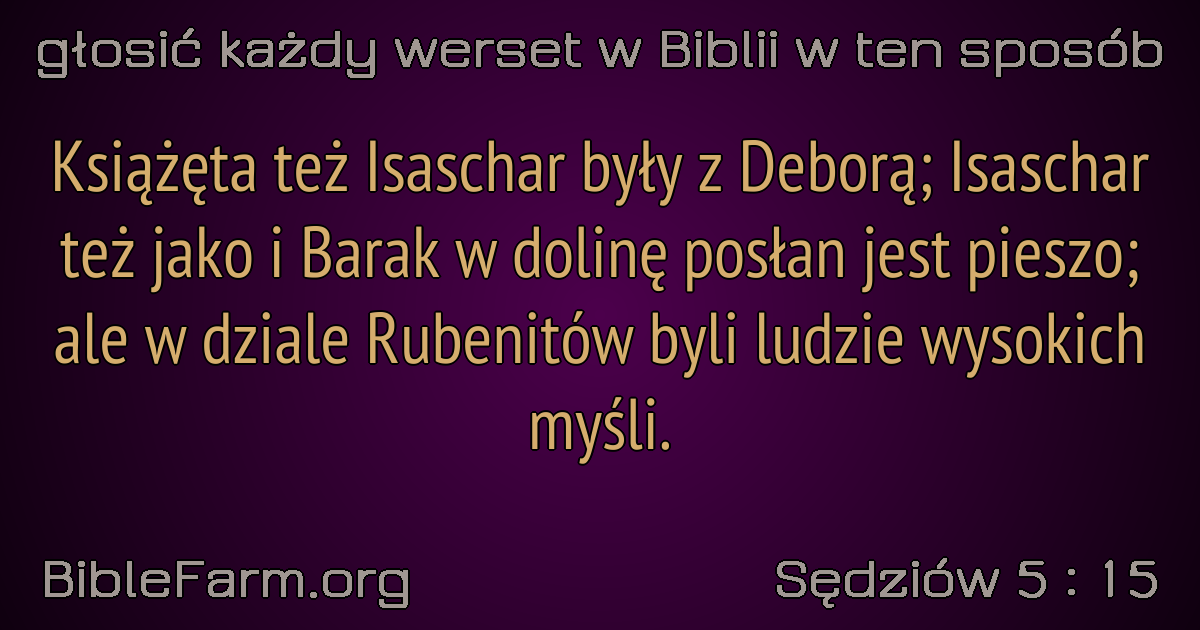 głosić każdy werset w Biblii w ten sposób
Książęta też Isaschar były z Deborą; Isaschar
też jako i Barak w dolinę posłan jest pieszo;
ale w dziale Rubenitów byli ludzie wysokich
myśli.
BibleFarm.org
Sędziów 5 : 15